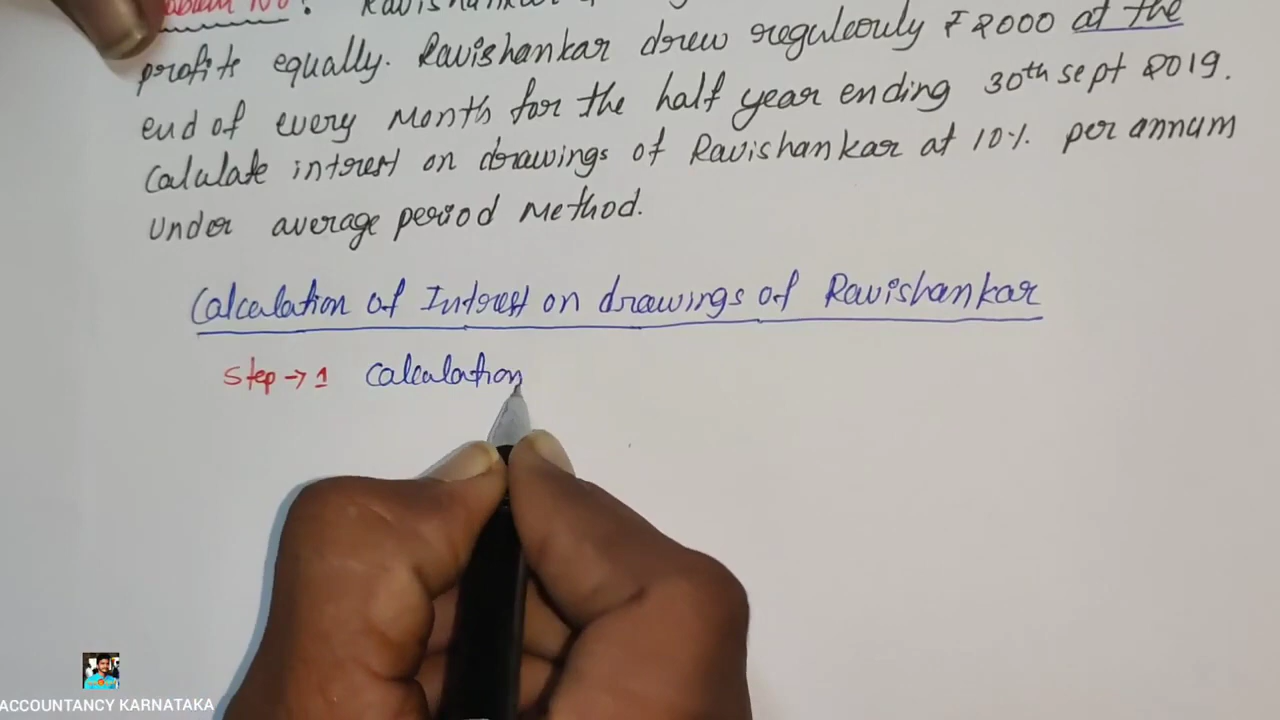 profits equally. Ravishankar drew regularly ₹2000 at the
end of every Month for the half year ending 30th sept 2019.
Calulate interest on drawings of Ravishankar at 10% per annum
Under average period Method.
Calculation of Interest on drawings of Ravishankar
Step → 1 Calculation
ACCOUNTANCY KARNATAKA